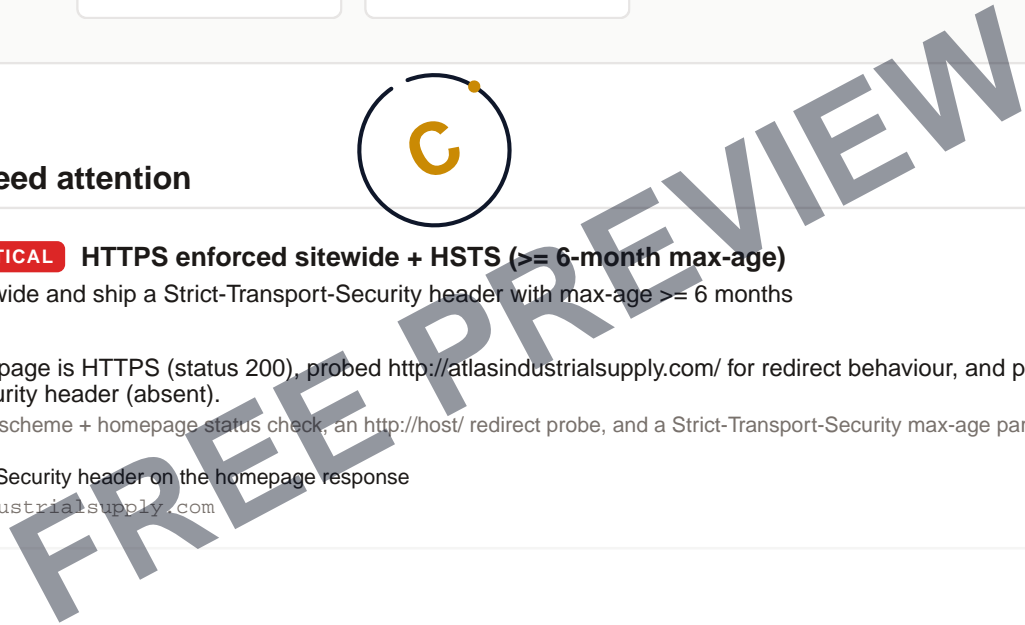 C
eed attention
TICAL HTTPS enforced sitewide + HSTS (>= 6-month max-age)
wide and ship a Strict-Transport-Security header with max-age >= 6 months
page is HTTPS (status 200), probed http://atlasindustrialsupply.com/ for redirect behaviour, and p
urity header (absent).
scheme + homepage status check, an http://host/ redirect probe, and a Strict-Transport-Security max-age par
Security header on the homepage response
ustrialsupply.com
FREE PREVIEW